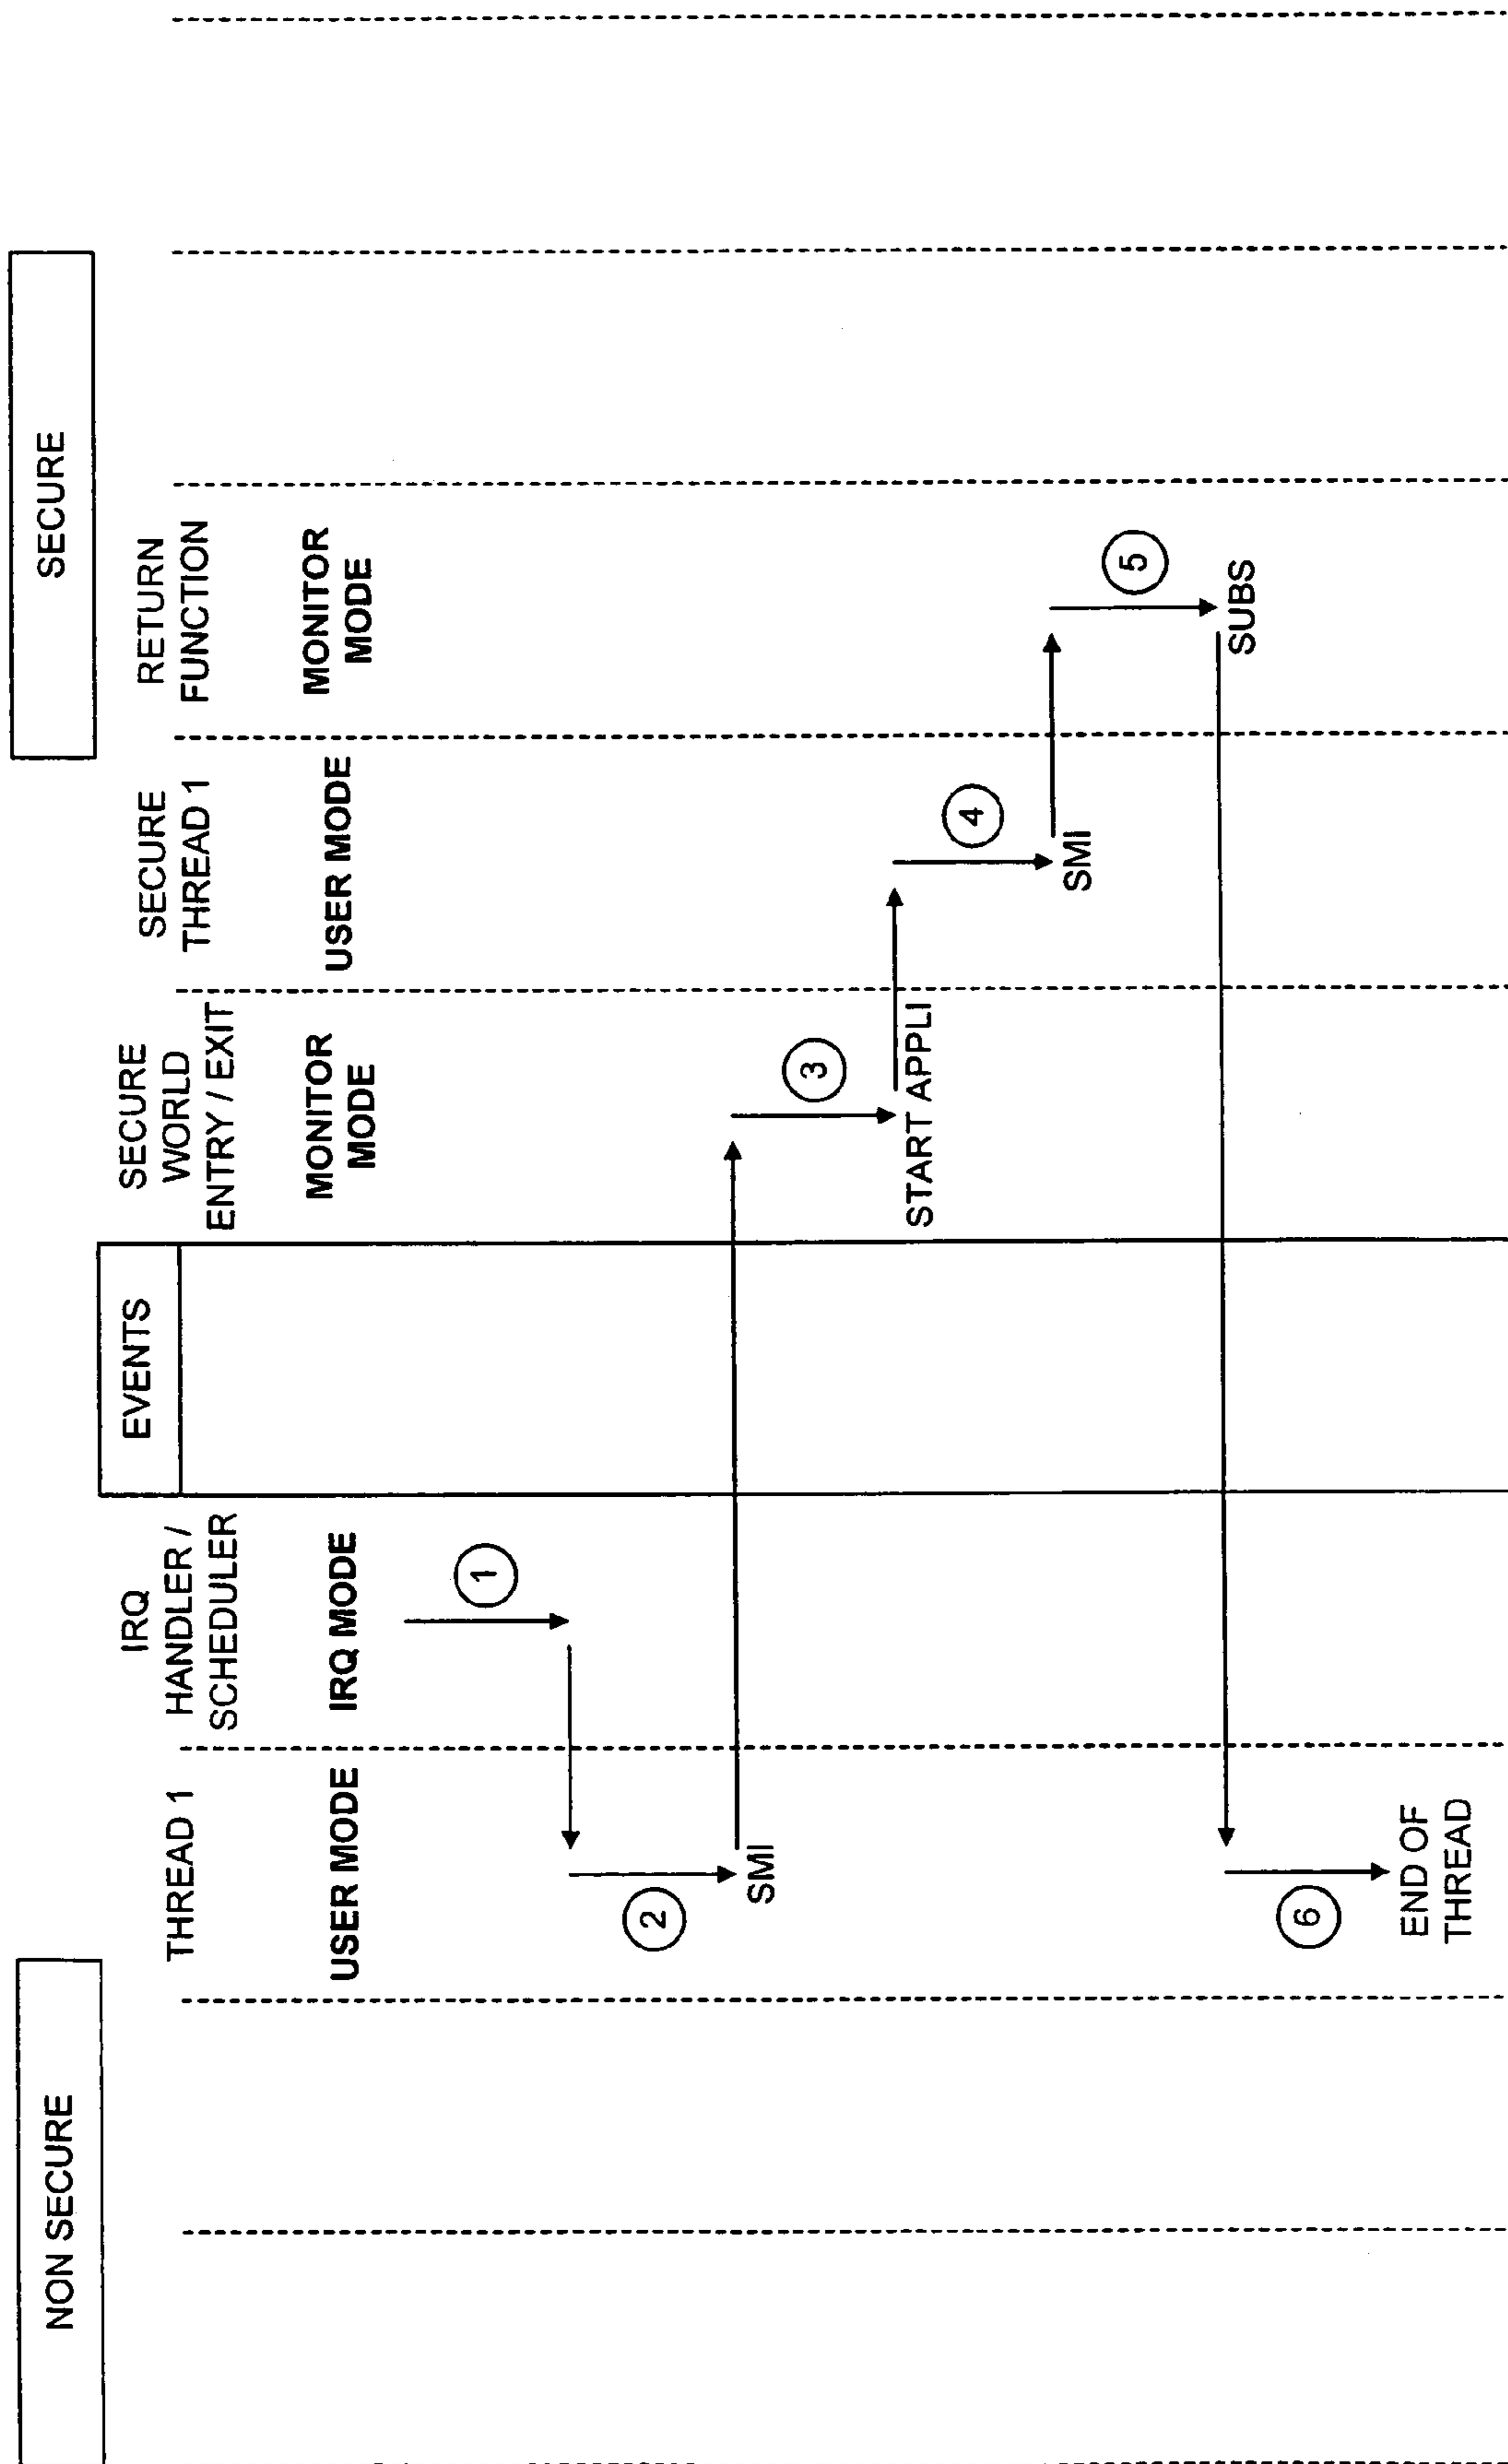 NON SECURE
SECURE
EVENTS
THREAD 1
IRQ
HANDLER /
SCHEDULER
SECURE
WORLD
ENTRY / EXIT
SECURE
THREAD 1
RETURN
FUNCTION
USER MODE
IRQ MODE
MONITOR
MODE
USER MODE
MONITOR
MODE
1
2
SMI
3
START APPLI
4
SMI
5
SUBS
6
END OF
THREAD